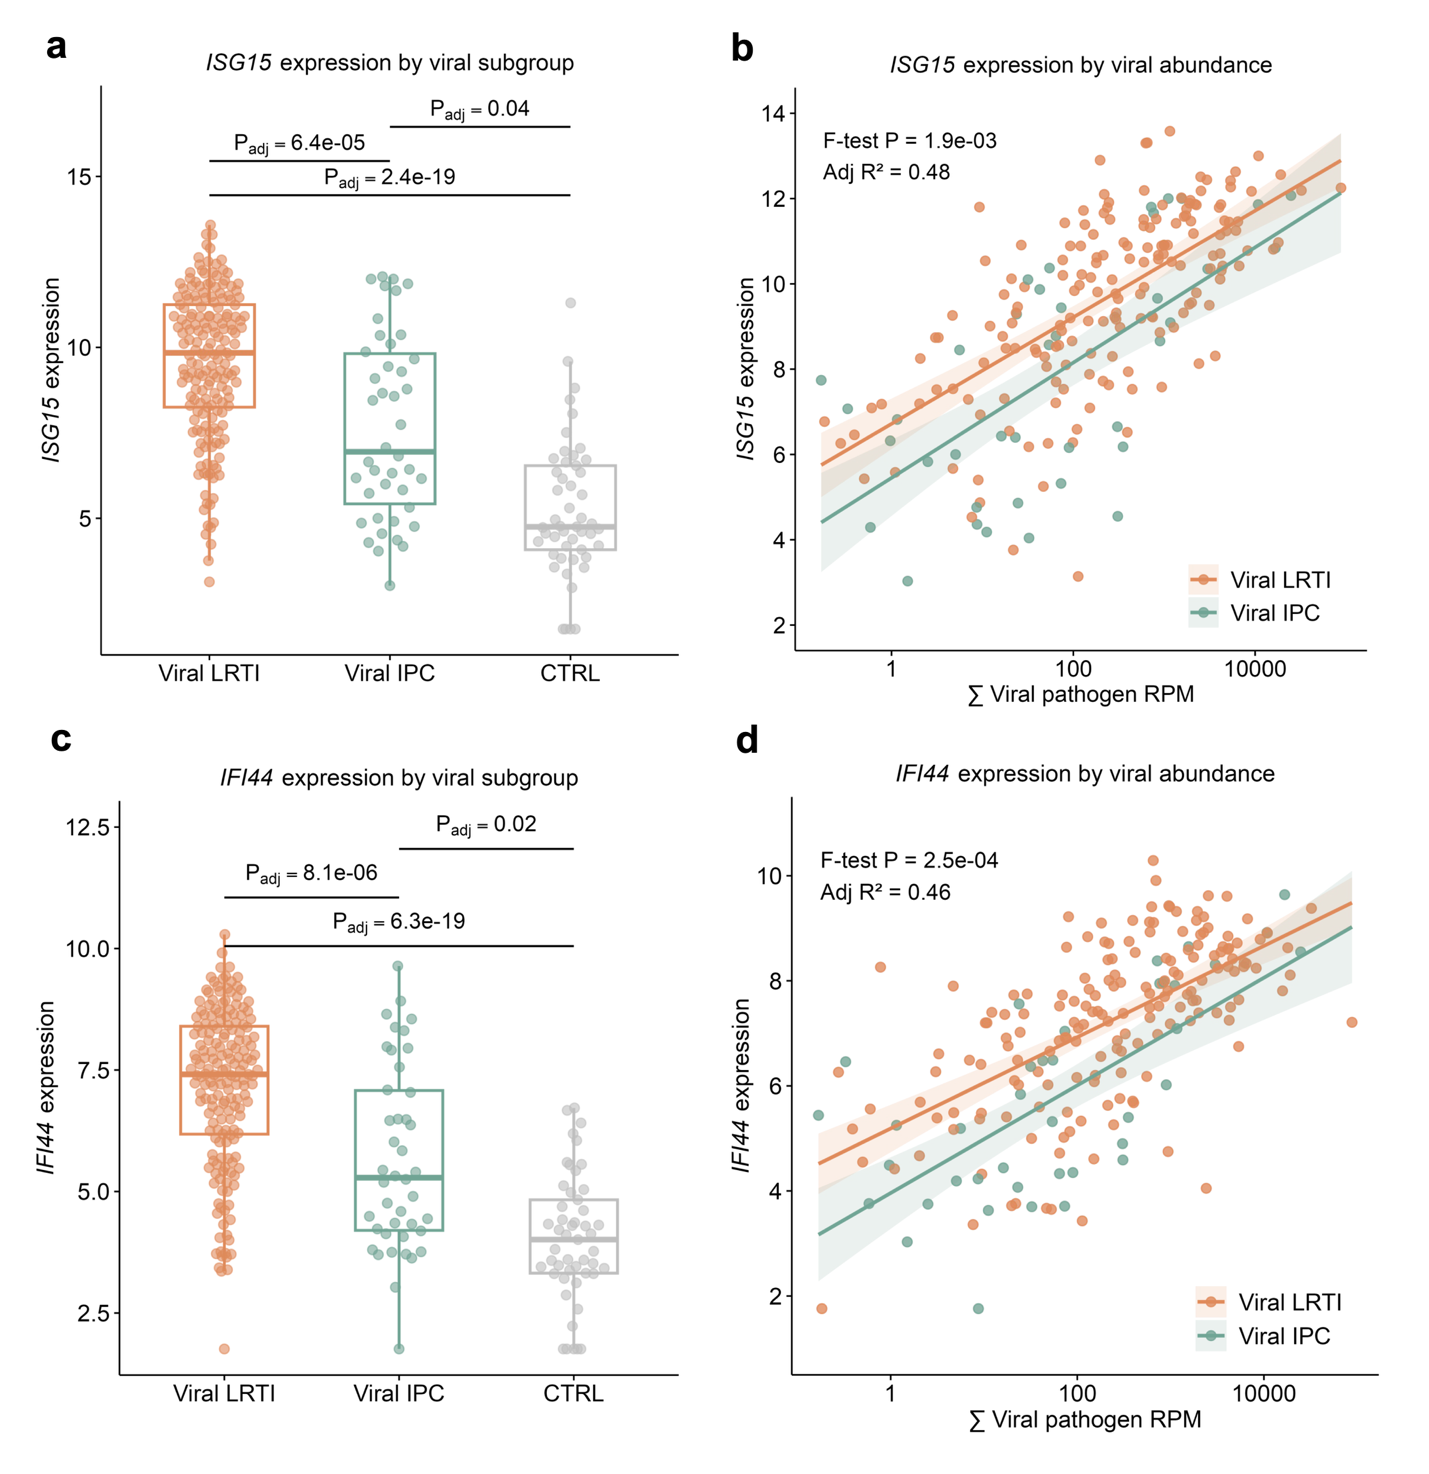 a
ISG15 expression by viral subgroup
Padj = 0.04
Padj = 6.4e-05
Padj = 2.4e-19
15
10
5
ISG15 expression
Viral LRTI
Viral IPC
CTRL
b
ISG15 expression by viral abundance
F-test P = 1.9e-03
Adj R² = 0.48
14
12
10
8
6
4
2
ISG15 expression
Viral LRTI
Viral IPC
1
100
10000
∑ Viral pathogen RPM
c
IFI44 expression by viral subgroup
Padj = 0.02
Padj = 8.1e-06
Padj = 6.3e-19
12.5
10.0
7.5
5.0
2.5
IFI44 expression
Viral LRTI
Viral IPC
CTRL
d
IFI44 expression by viral abundance
F-test P = 2.5e-04
Adj R² = 0.46
10
8
6
4
2
IFI44 expression
Viral LRTI
Viral IPC
1
100
10000
∑ Viral pathogen RPM